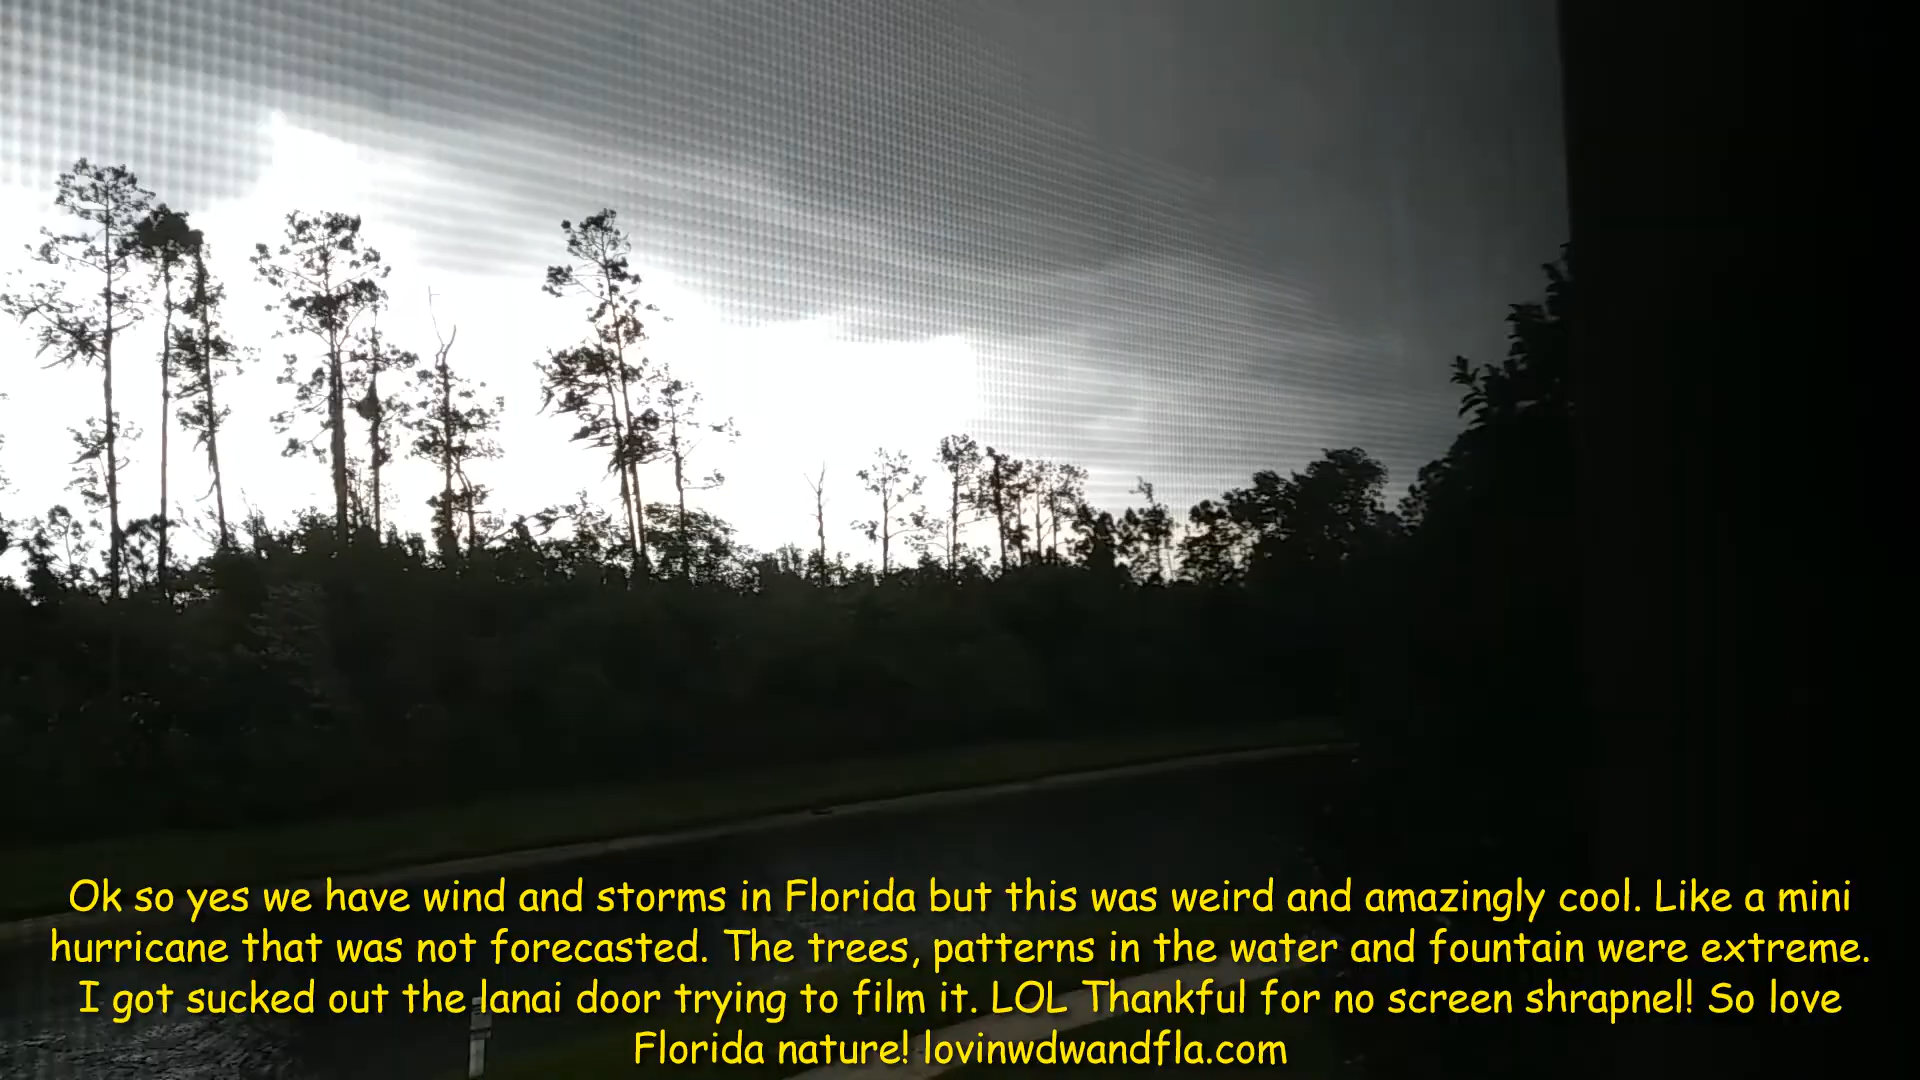 Ok so yes we have wind and storms in Florida but this was weird and amazingly cool. Like a mini
hurricane that was not forecasted. The trees, patterns in the water and fountain were extreme.
I got sucked out the lanai door trying to film it. LOL Thankful for no screen shrapnel! So love
Florida nature! lovinwdwandfla.com